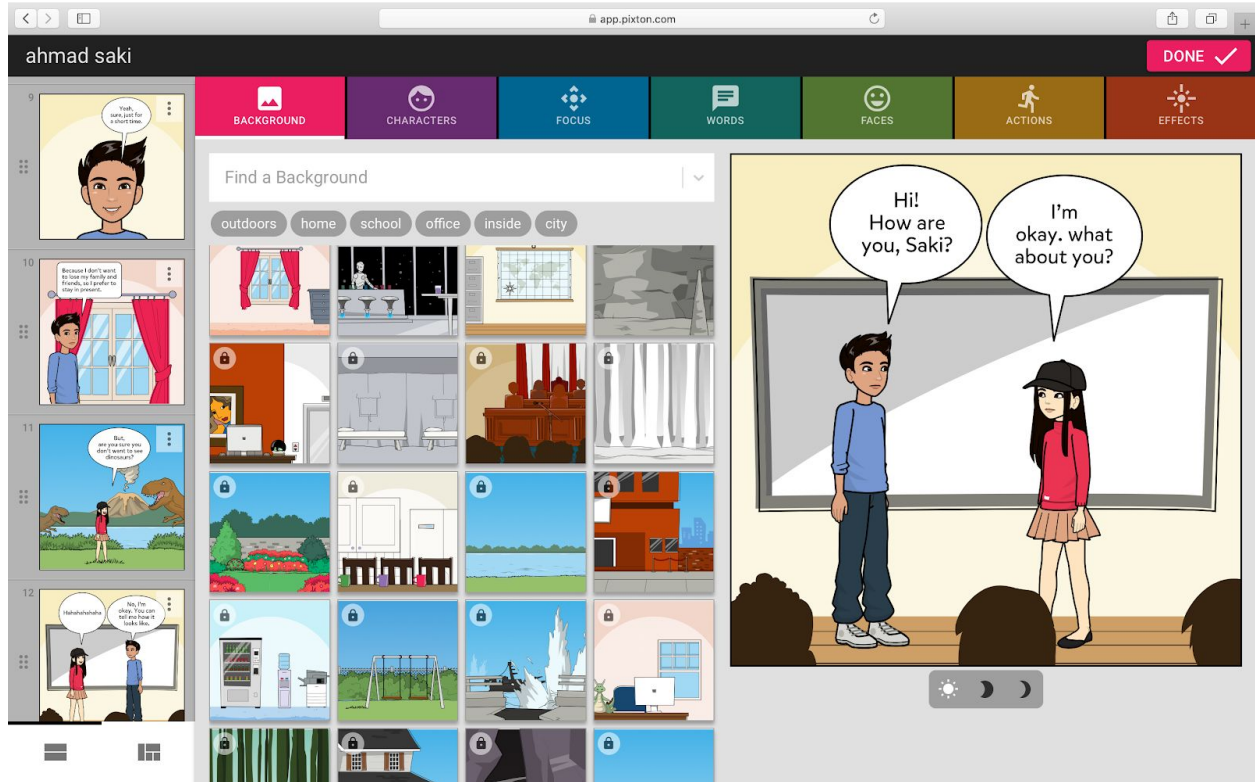 app.pixton.com
ahmad saki
DONE
BACKGROUND
CHARACTERS
FOCUS
WORDS
FACES
ACTIONS
EFFECTS
9
Yeah,
sure, just for
a short time.
10
Because I don't want
to lose my family and
friends, so I prefer to
stay in present.
11
But,
are you sure you
don't want to see
dinosaurs?
12
Hahahahahaha
No, I'm
okay. You can
tell me how it
looks like.
Find a Background
outdoors
home
school
office
inside
city
Hi!
How are
you, Saki?
I'm
okay. what
about you?